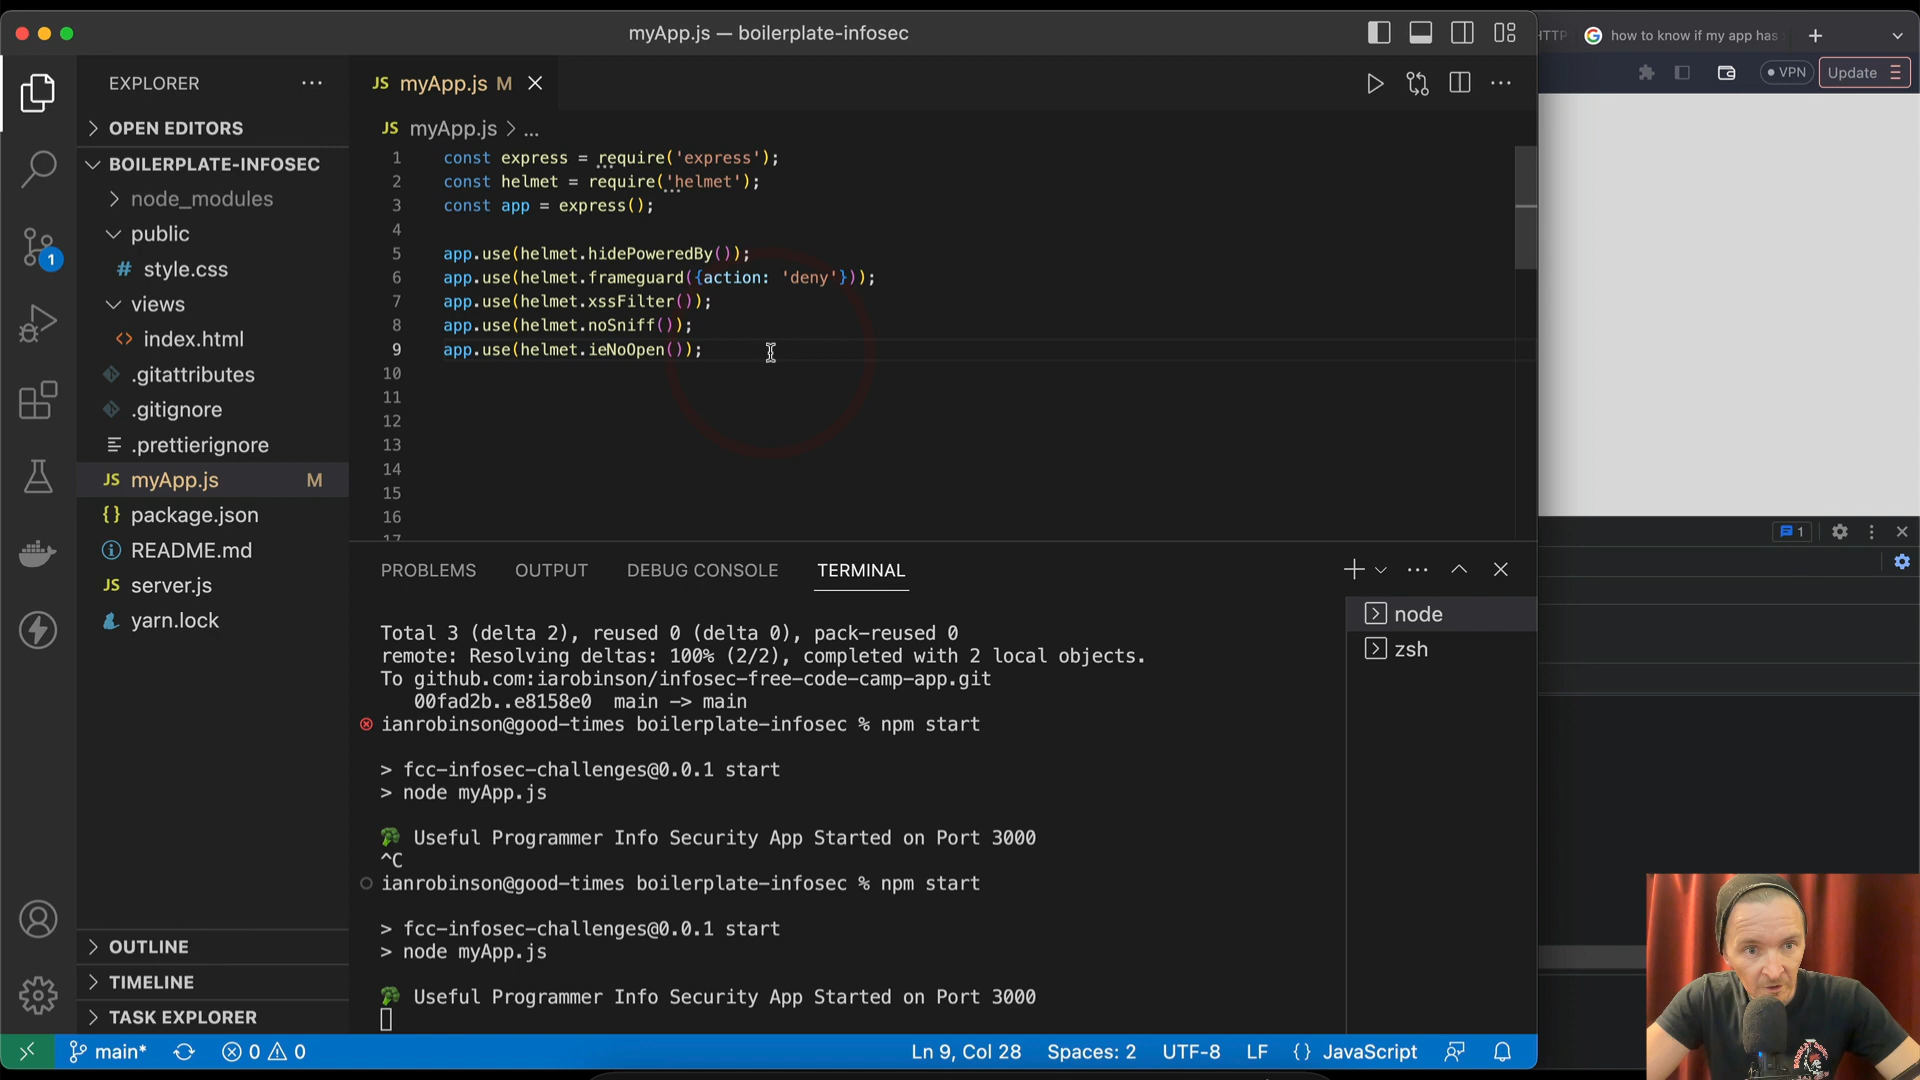 myApp.js — boilerplate-infosec
HTTP
how to know if my app has
VPN
Update
EXPLORER
JS myApp.js M
OPEN EDITORS
JS myApp.js > ...
BOILERPLATE-INFOSEC
node_modules
public
# style.css
views
<> index.html
.gitattributes
.gitignore
.prettierignore
JS myApp.js M
{} package.json
README.md
JS server.js
yarn.lock
OUTLINE
TIMELINE
TASK EXPLORER
1
1 const express = require('express');
2 const helmet = require('helmet');
3 const app = express();
4
5 app.use(helmet.hidePoweredBy());
6 app.use(helmet.frameguard({action: 'deny'}));
7 app.use(helmet.xssFilter());
8 app.use(helmet.noSniff());
9 app.use(helmet.ieNoOpen());
10
11
12
13
14
15
16
17
1
PROBLEMS OUTPUT DEBUG CONSOLE TERMINAL
node
zsh
Total 3 (delta 2), reused 0 (delta 0), pack-reused 0
remote: Resolving deltas: 100% (2/2), completed with 2 local objects.
To github.com:iarobinson/infosec-free-code-camp-app.git
00fad2b..e8158e0 main -> main
ianrobinson@good-times boilerplate-infosec % npm start
> fcc-infosec-challenges@0.0.1 start
> node myApp.js
🥦 Useful Programmer Info Security App Started on Port 3000
^C
ianrobinson@good-times boilerplate-infosec % npm start
> fcc-infosec-challenges@0.0.1 start
> node myApp.js
🥦 Useful Programmer Info Security App Started on Port 3000
main* 0 0 Ln 9, Col 28 Spaces: 2 UTF-8 LF {} JavaScript